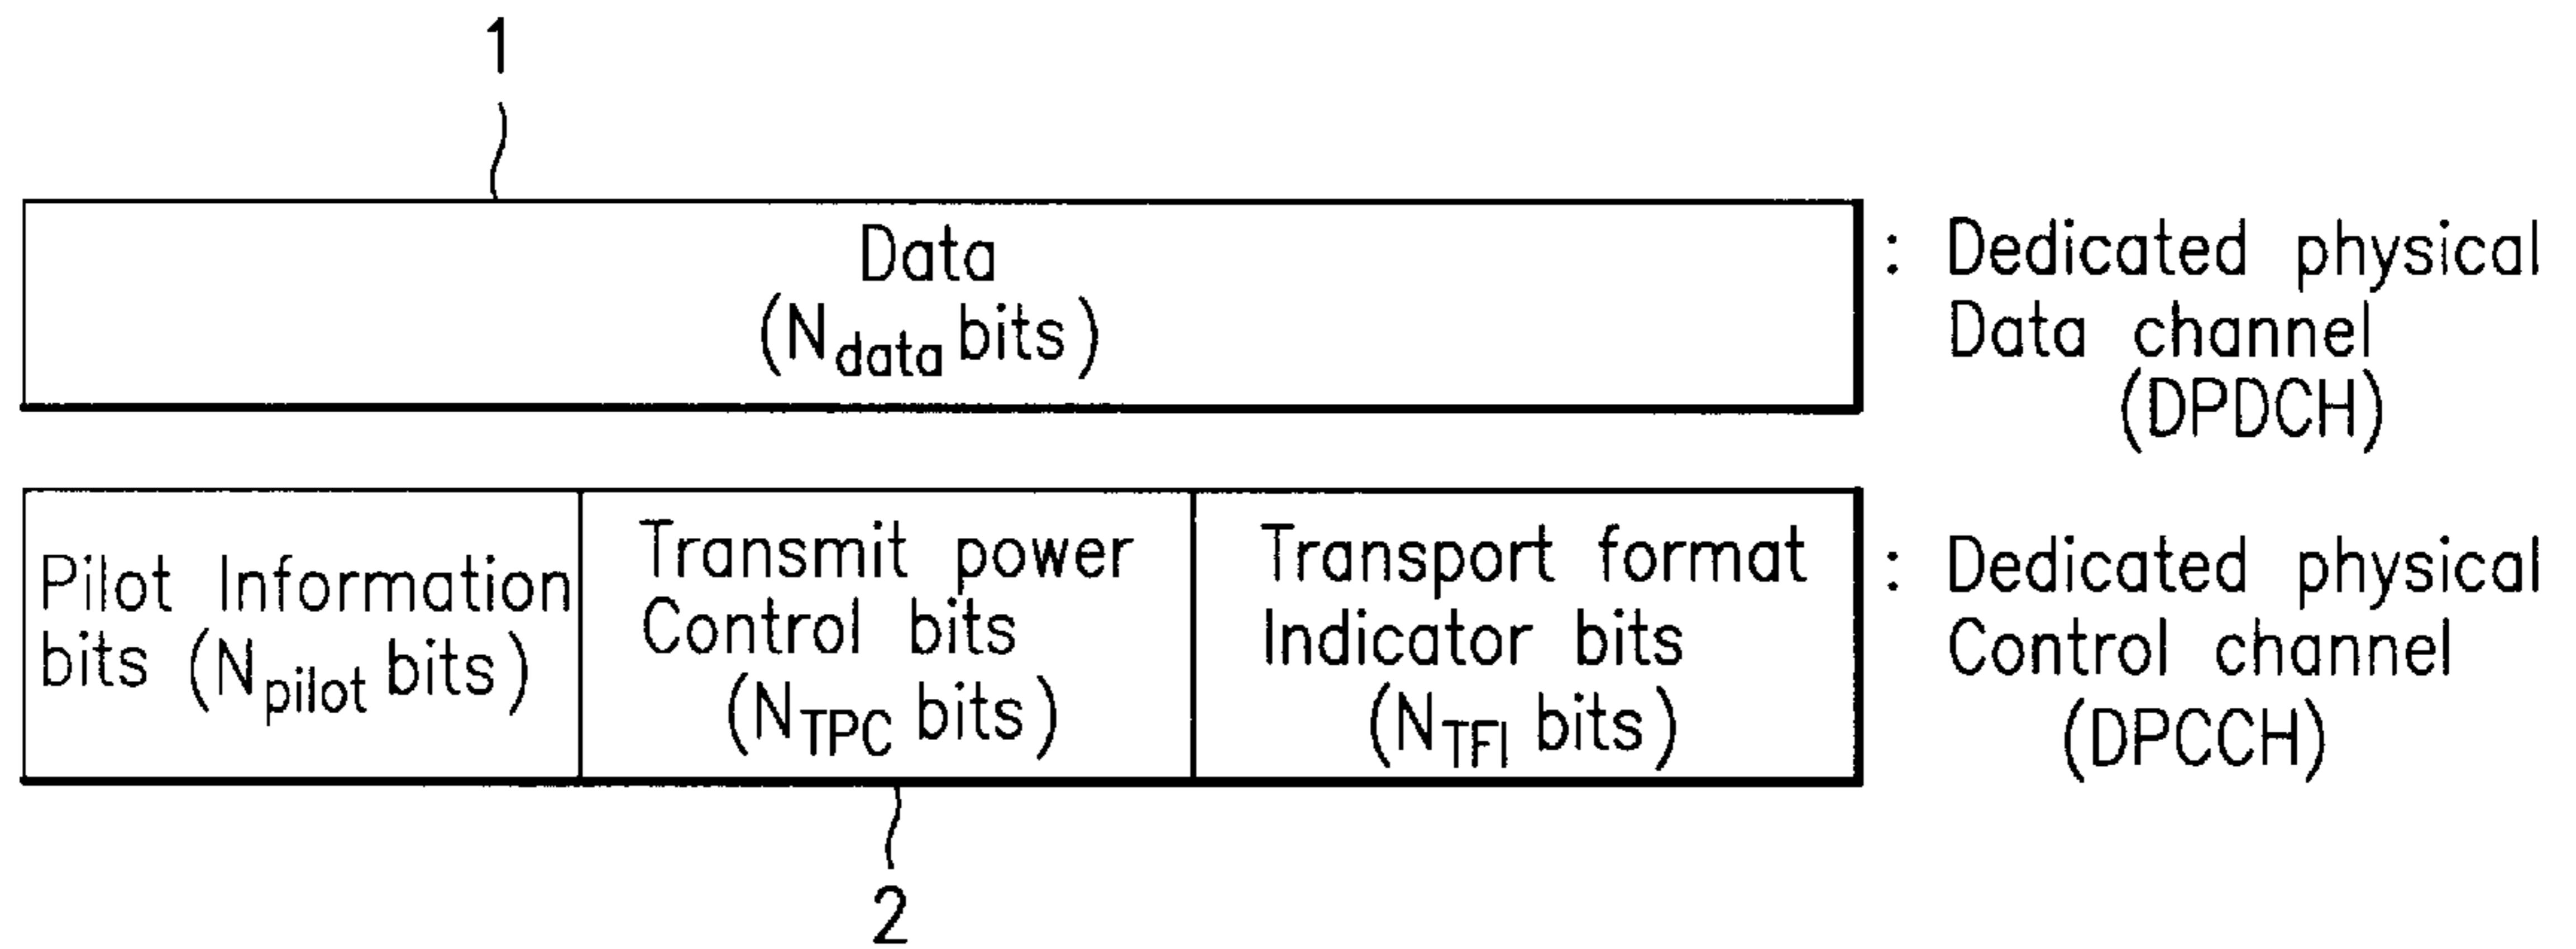 1
Data
(Ndata bits)
: Dedicated physical
Data channel
(DPDCH)
Pilot Information
bits (Npilot bits)
Transmit power
Control bits
(NTPC bits)
Transport format
Indicator bits
(NTFI bits)
: Dedicated physical
Control channel
(DPCCH)
2